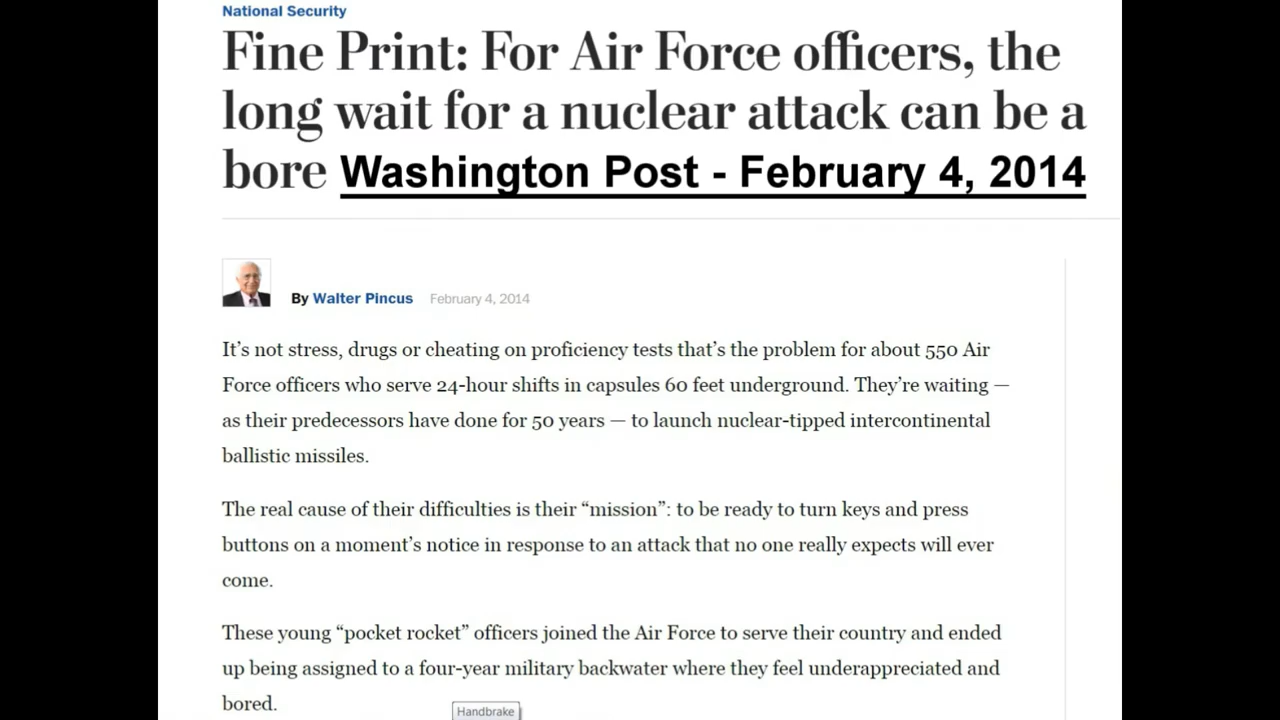 National Security
Fine Print: For Air Force officers, the
long wait for a nuclear attack can be a
bore Washington Post - February 4, 2014
By Walter Pincus February 4, 2014
It’s not stress, drugs or cheating on proficiency tests that’s the problem for about 550 Air
Force officers who serve 24-hour shifts in capsules 60 feet underground. They’re waiting —
as their predecessors have done for 50 years — to launch nuclear-tipped intercontinental
ballistic missiles.
The real cause of their difficulties is their “mission”: to be ready to turn keys and press
buttons on a moment’s notice in response to an attack that no one really expects will ever
come.
These young “pocket rocket” officers joined the Air Force to serve their country and ended
up being assigned to a four-year military backwater where they feel underappreciated and
bored.
Handbrake